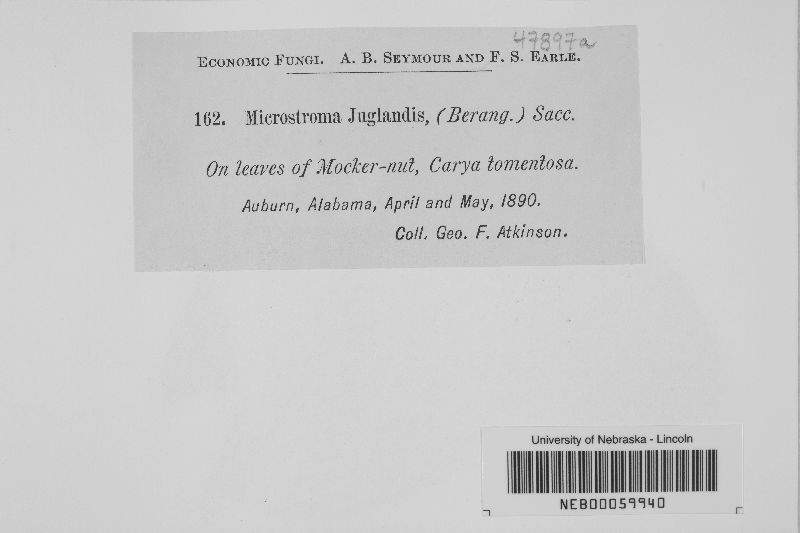 47897a
Economic Fungi. A. B. Seymour and F. S. Earle.
162. Microstroma Juglandis, (Berang.) Sacc.
On leaves of Mocker-nut, Carya tomentosa.
Auburn, Alabama, April and May, 1890.
Coll. Geo. F. Atkinson.
University of Nebraska - Lincoln
NEB00059940